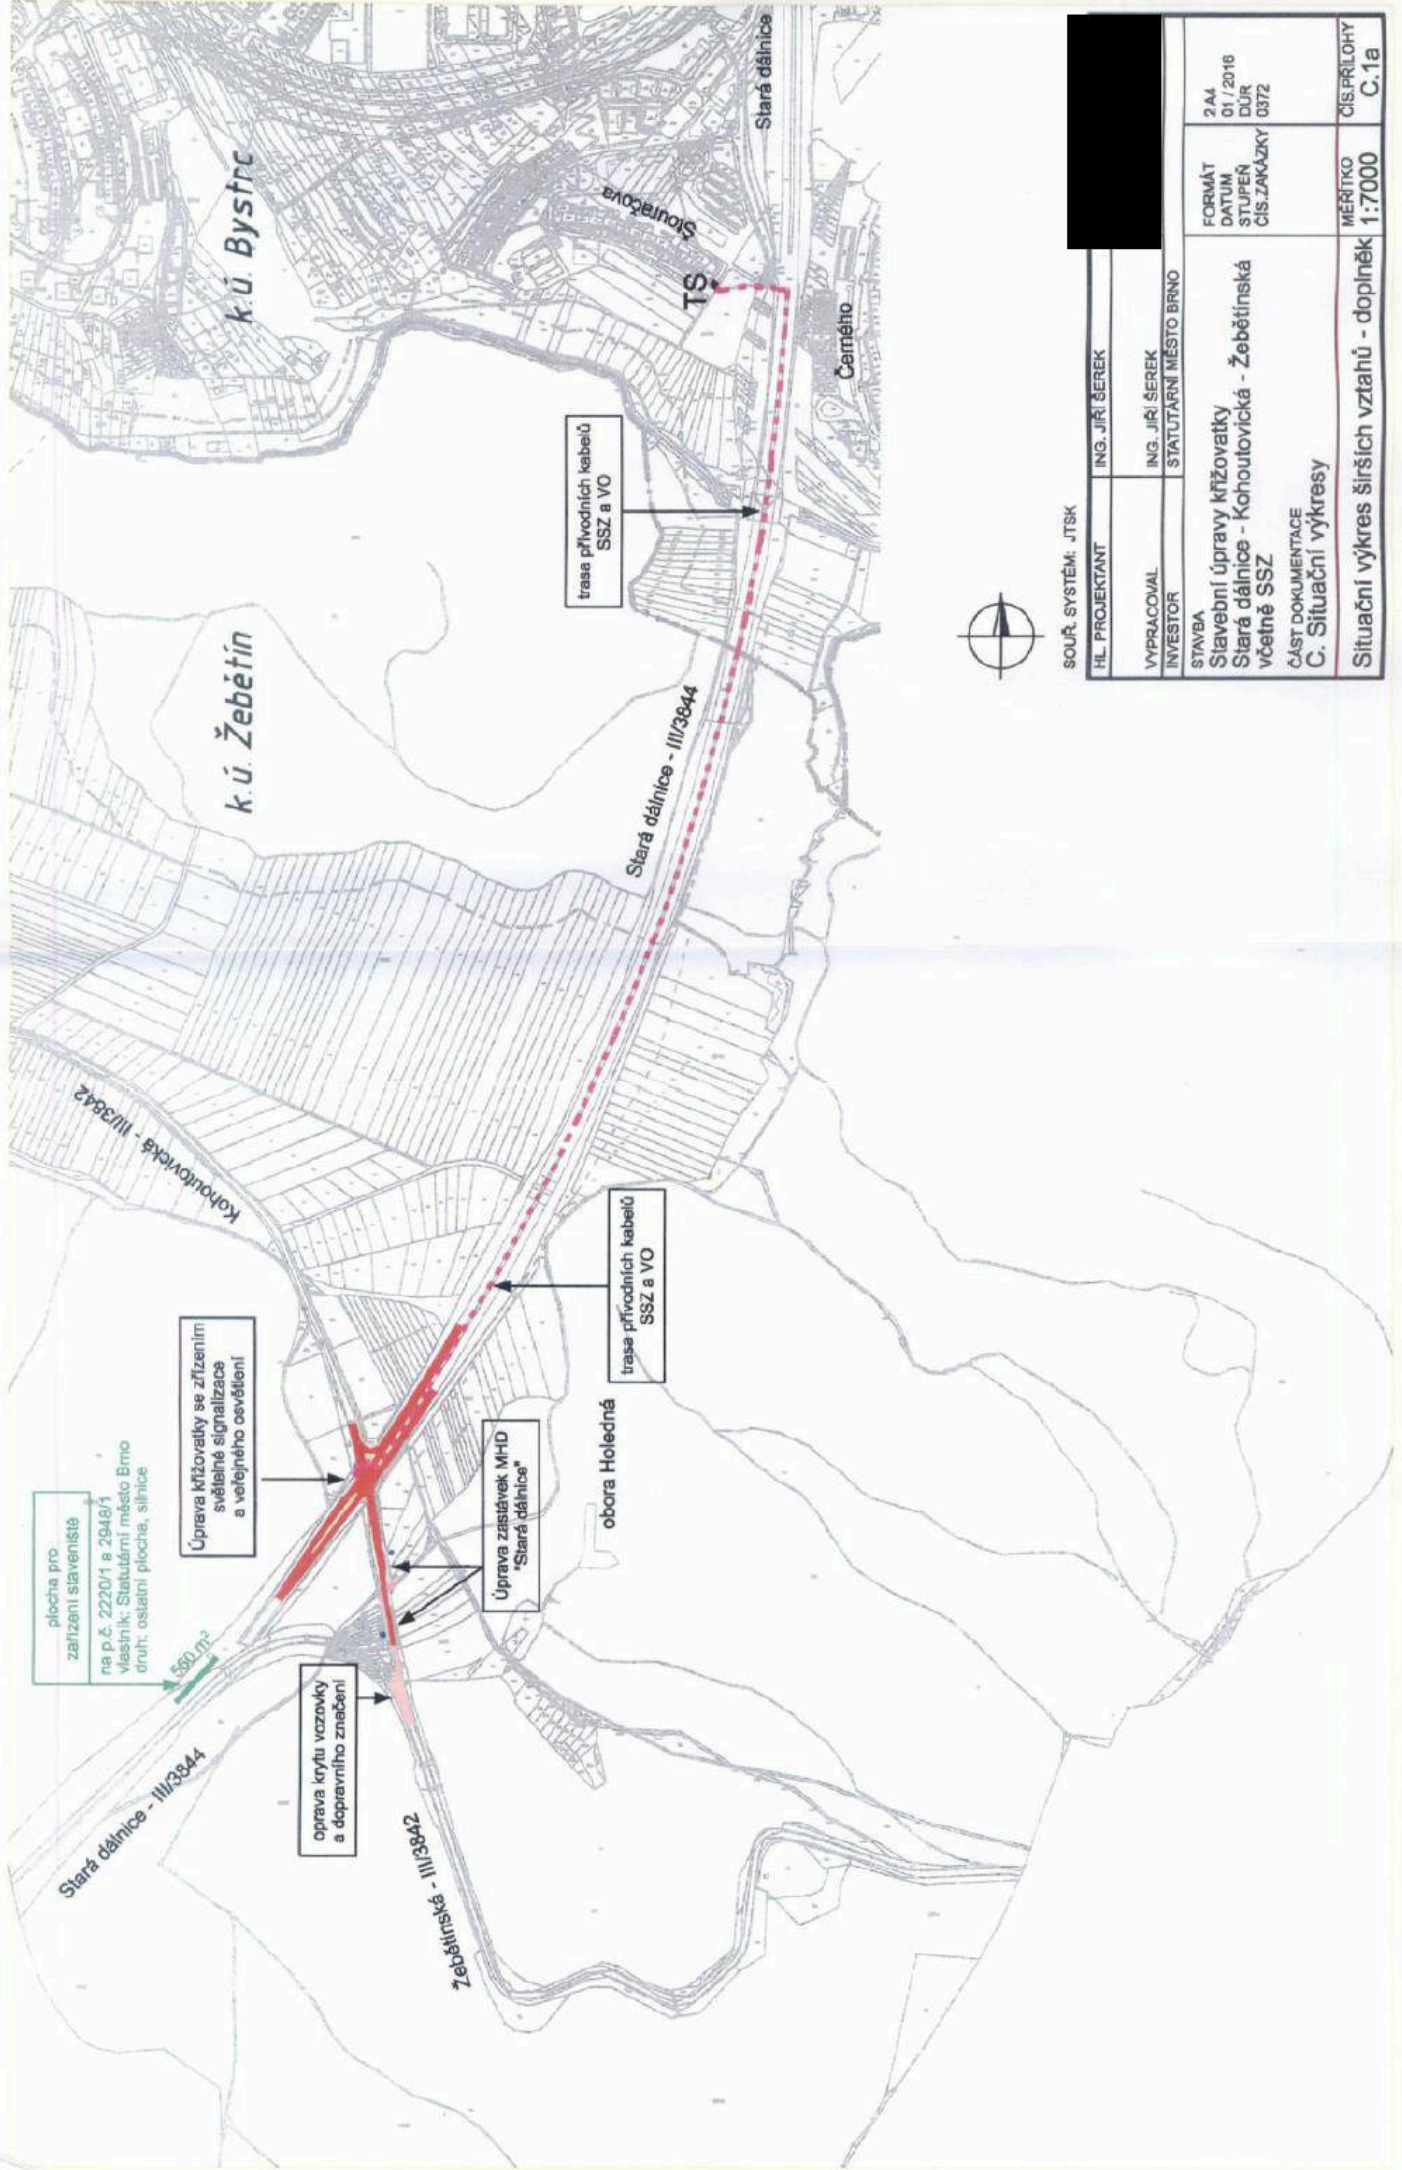 plocha pro
zařízení staveniště
na p.č. 2220/1 a 2948/1
vlastník: Statutární město Brno
druh: ostatní plocha, silnice
560 m²
Úprava křižovatky se zřízením
světelné signalizace
a veřejného osvětlení
Kohoutovická - III/3842
k.ú. Žebětín
k.ú. Bystrc
Stará dálnice - III/3844
oprava krytu vozovky
a dopravního značení
Žebětínská - III/3842
Úprava zastávek MHD
"Stará dálnice"
obora Holedná
trasa přívodních kabelů
SSZ a VO
Stará dálnice - III/3844
trasa přívodních kabelů
SSZ a VO
TS
Štouračova
Černého
Stará dálnice
SOUŘ. SYSTÉM: JTSK
HL. PROJEKTANT
ING. JIŘÍ ŠEREK
VYPRACOVAL
ING. JIŘÍ ŠEREK
INVESTOR
STATUTÁRNÍ MĚSTO BRNO
STAVBA
Stavební úpravy křižovatky
Stará dálnice - Kohoutovická - Žebětínská
včetně SSZ
FORMÁT 2 A4
DATUM 01 / 2016
STUPEŇ DÚR
ČÍS.ZAKÁZKY 0372
ČÁST DOKUMENTACE
C. Situační výkresy
Situační výkres širších vztahů - doplněk
MĚŘÍTKO
1:7000
ČÍS.PŘÍLOHY
C.1a